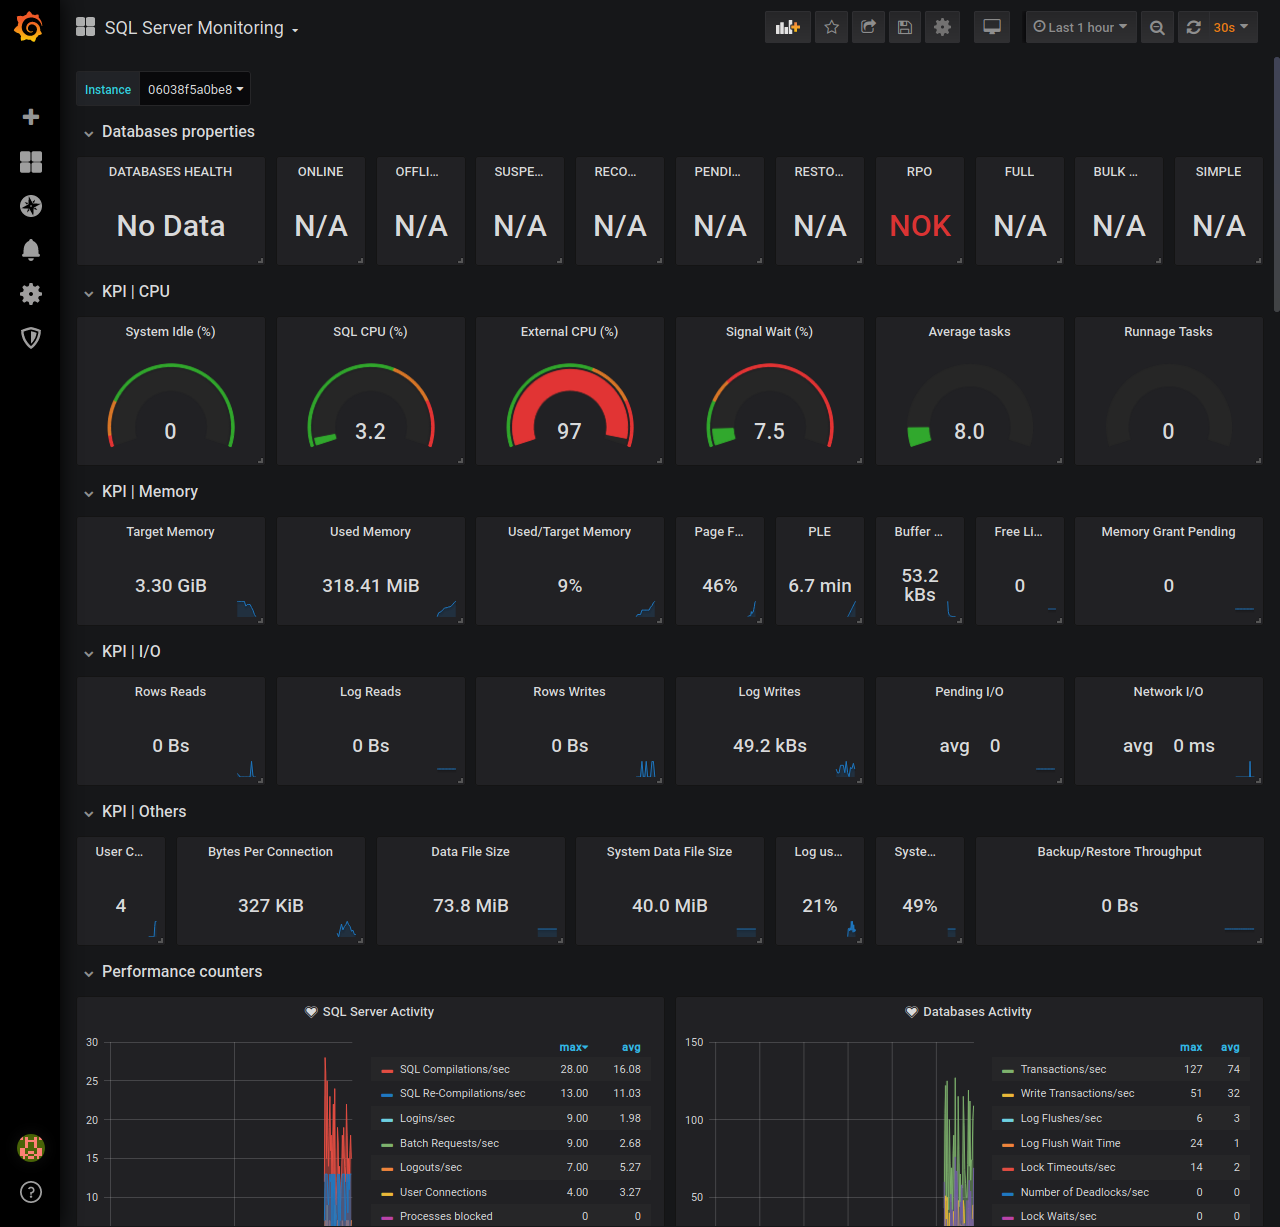 SQL Server Monitoring
Last 1 hour
30s
Instance 06038f5a0be8
Databases properties
DATABASES HEALTH ONLINE OFFLI... SUSPE... RECO... PENDI... RESTO... RPO FULL BULK ... SIMPLE
No Data N/A N/A N/A N/A N/A N/A NOK N/A N/A N/A
KPI | CPU
System Idle (%) SQL CPU (%) External CPU (%) Signal Wait (%) Average tasks Runnage Tasks
0 3.2 97 7.5 8.0 0
KPI | Memory
Target Memory Used Memory Used/Target Memory Page F... PLE Buffer ... Free Li... Memory Grant Pending
3.30 GiB 318.41 MiB 9% 46% 6.7 min 53.2 kBs 0 0
KPI | I/O
Rows Reads Log Reads Rows Writes Log Writes Pending I/O Network I/O
0 Bs 0 Bs 0 Bs 49.2 kBs avg 0 avg 0 ms
KPI | Others
User C... Bytes Per Connection Data File Size System Data File Size Log us... Syste... Backup/Restore Throughput
4 327 KiB 73.8 MiB 40.0 MiB 21% 49% 0 Bs
Performance counters
SQL Server Activity
30
25
20
15
10
max avg
SQL Compilations/sec 28.00 16.08
SQL Re-Compilations/sec 13.00 11.03
Logins/sec 9.00 1.98
Batch Requests/sec 9.00 2.68
Logouts/sec 7.00 5.27
User Connections 4.00 3.27
Processes blocked 0 0
Databases Activity
150
100
50
max avg
Transactions/sec 127 74
Write Transactions/sec 51 32
Log Flushes/sec 6 3
Log Flush Wait Time 24 1
Lock Timeouts/sec 14 2
Number of Deadlocks/sec 0 0
Lock Waits/sec 0 0